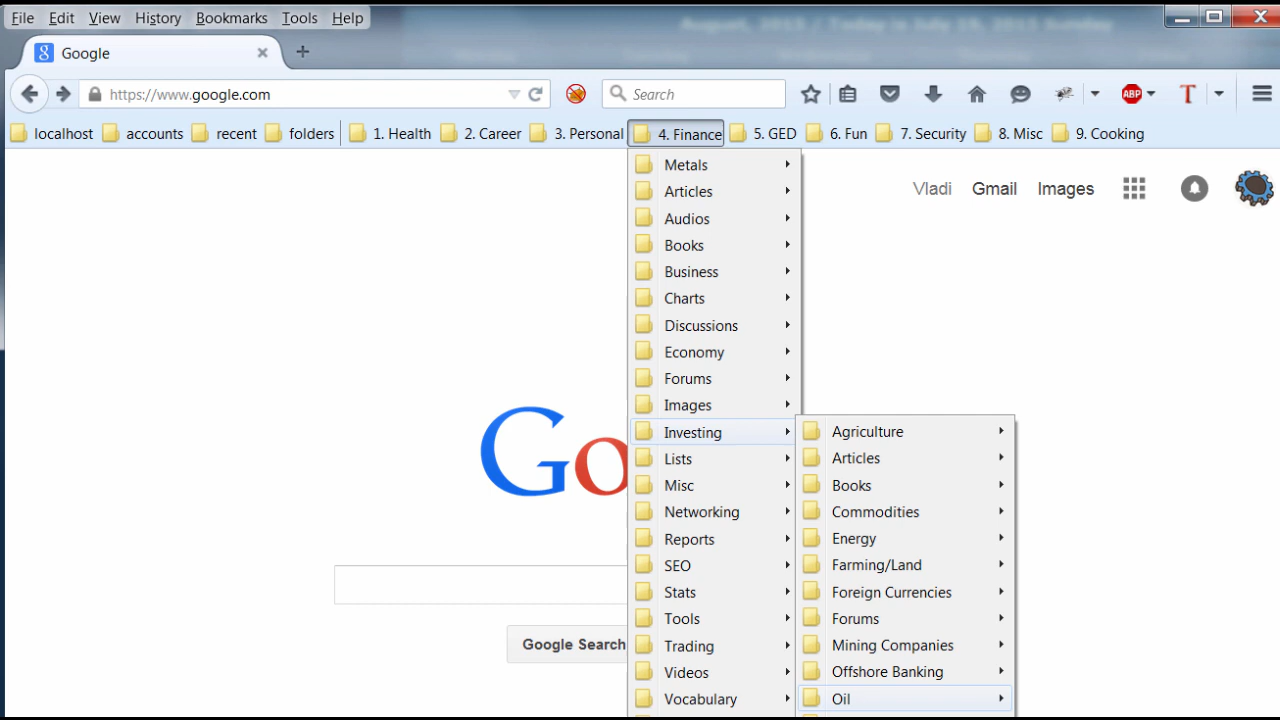 File Edit View History Bookmarks Tools Help
Google
https://www.google.com
Search
ABP
T
localhost accounts recent folders 1. Health 2. Career 3. Personal 4. Finance 5. GED 6. Fun 7. Security 8. Misc 9. Cooking
Vladi Gmail Images
Go
Google Search
Metals
Articles
Audios
Books
Business
Charts
Discussions
Economy
Forums
Images
Investing
Lists
Misc
Networking
Reports
SEO
Stats
Tools
Trading
Videos
Vocabulary
Agriculture
Articles
Books
Commodities
Energy
Farming/Land
Foreign Currencies
Forums
Mining Companies
Offshore Banking
Oil